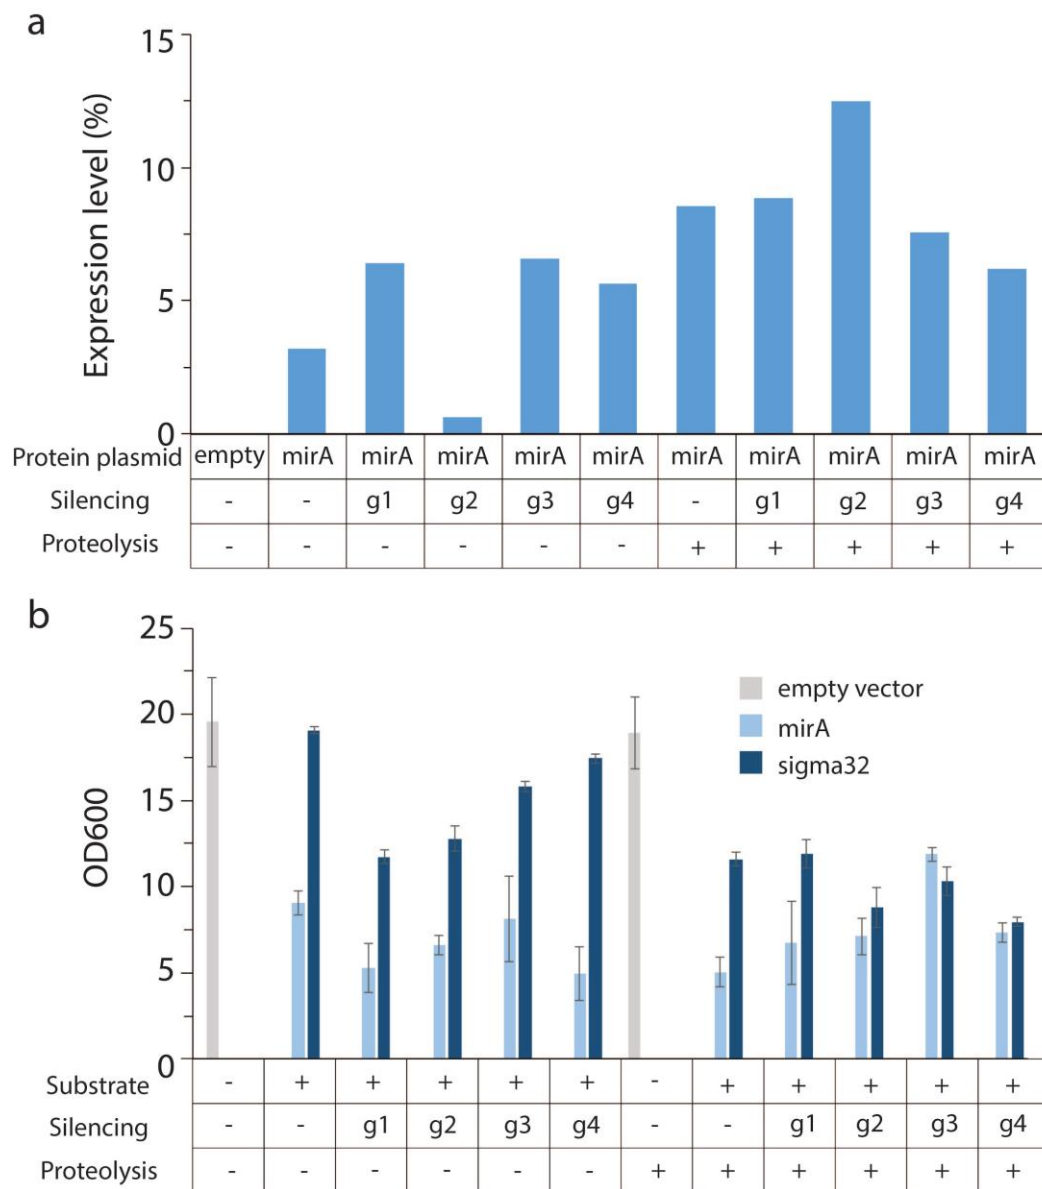 a
15
10
5
0
Expression level (%)
Protein plasmid empty mirA mirA mirA mirA mirA mirA mirA mirA mirA mirA
Silencing - - g1 g2 g3 g4 - g1 g2 g3 g4
Proteolysis - - - - - - + + + + +
b
25
20
15
10
5
0
OD600
empty vector
mirA
sigma32
Substrate - + + + + + - + + + + +
Silencing - - g1 g2 g3 g4 - - g1 g2 g3 g4
Proteolysis - - - - - - + + + + + +